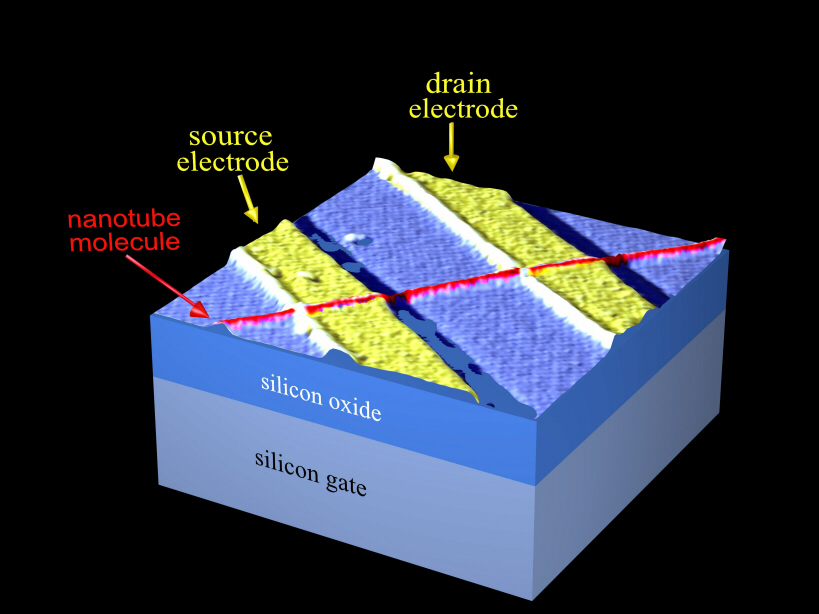 drain
electrode
source
electrode
nanotube
molecule
silicon oxide
silicon gate